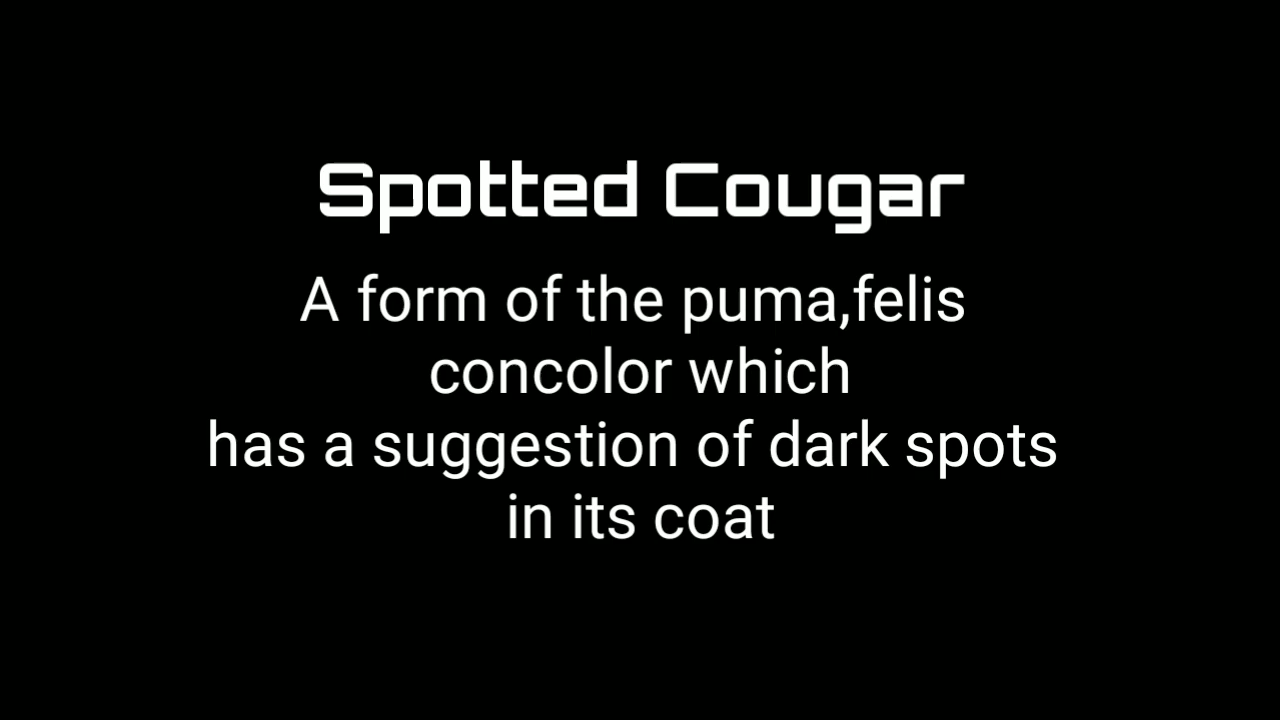 Spotted Cougar
A form of the puma,felis
concolor which
has a suggestion of dark spots
in its coat